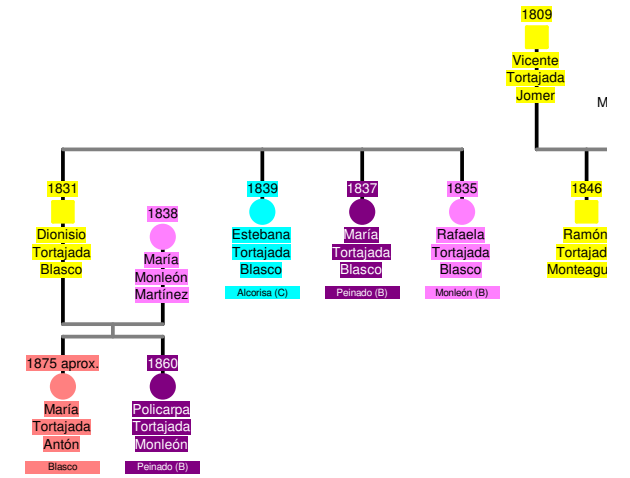 1809
Vicente
Tortajada
Jomer
M
1831
Dionisio
Tortajada
Blasco
1838
María
Monleón
Martínez
1839
Estebana
Tortajada
Blasco
Alcorisa (C)
1837
María
Tortajada
Blasco
Peinado (B)
1835
Rafaela
Tortajada
Blasco
Monleón (B)
1846
Ramón
Tortajad
Monteagu
1875 aprox.
María
Tortajada
Antón
Blasco
1860
Policarpa
Tortajada
Monleón
Peinado (B)